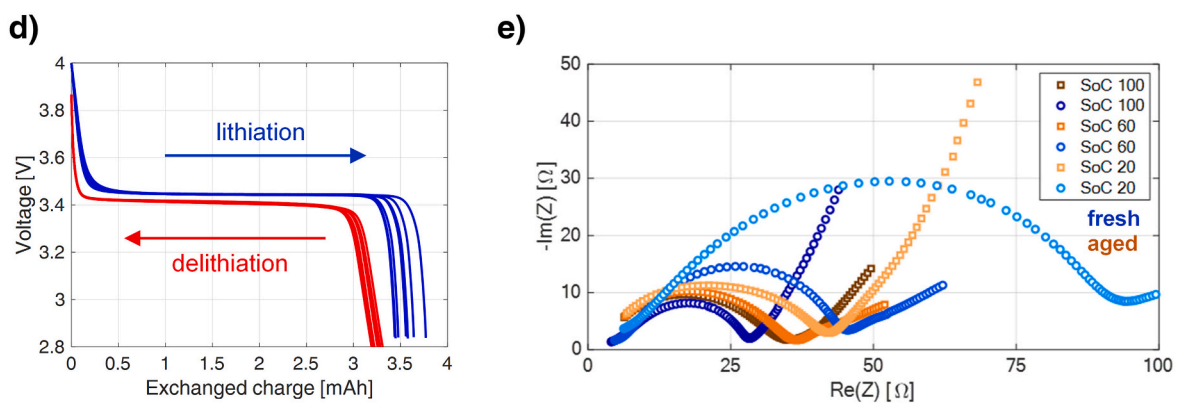 d)
Voltage [V]
4
3.8
3.6
3.4
3.2
3
2.8
lithiation
delithiation
0 0.5 1 1.5 2 2.5 3 3.5 4
Exchanged charge [mAh]
e)
-Im(Z) [Ω]
50
40
30
20
10
0
SoC 100
SoC 100
SoC 60
SoC 60
SoC 20
SoC 20
fresh
aged
0 25 50 75 100
Re(Z) [Ω]